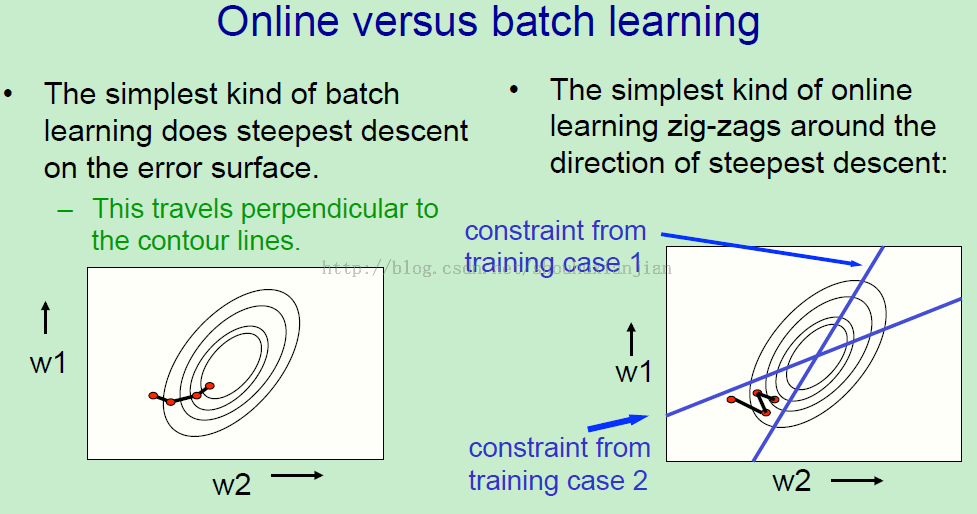 Online versus batch learning
• The simplest kind of batch
learning does steepest descent
on the error surface.
– This travels perpendicular to
the contour lines.
w1
w2
• The simplest kind of online
learning zig-zags around the
direction of steepest descent:
constraint from
training case 1
w1
constraint from
training case 2
w2